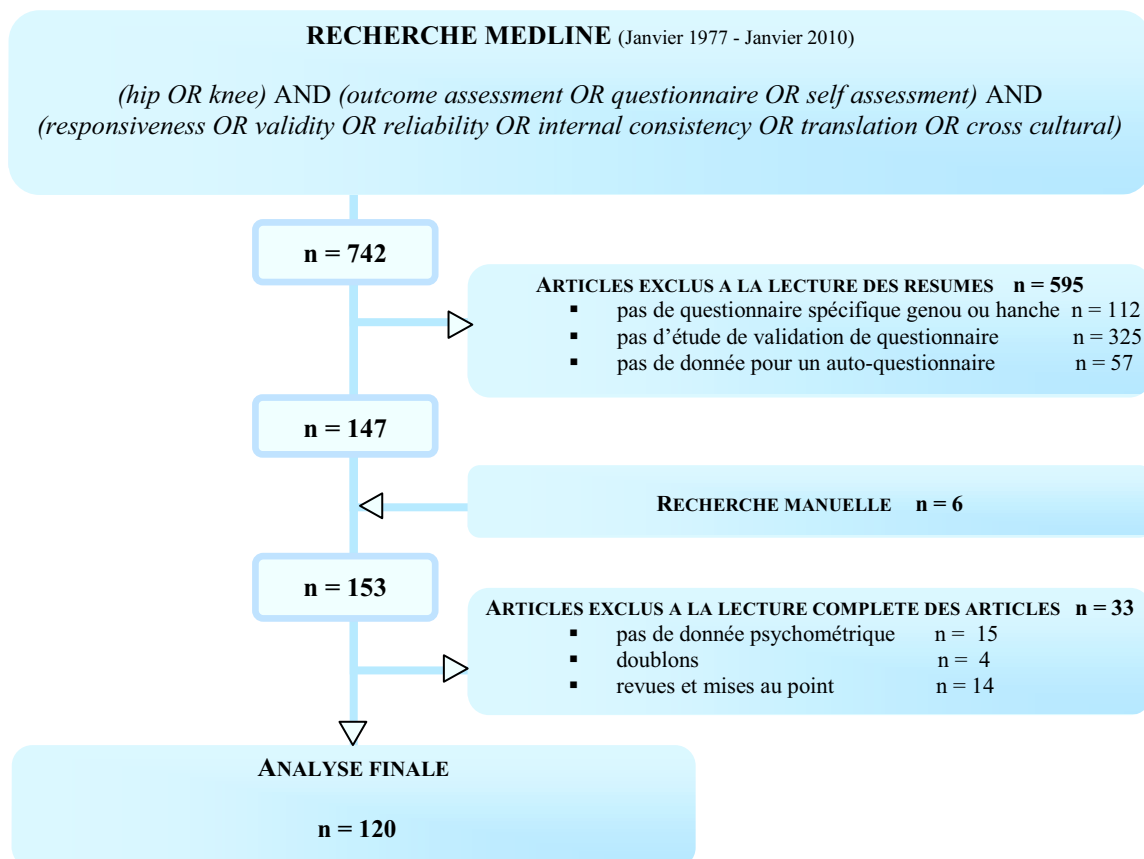 RECHERCHE MEDLINE (Janvier 1977 - Janvier 2010)
(hip OR knee) AND (outcome assessment OR questionnaire OR self assessment) AND
(responsiveness OR validity OR reliability OR internal consistency OR translation OR cross cultural)
n = 742
ARTICLES EXCLUS A LA LECTURE DES RESUMES n = 595
▪ pas de questionnaire spécifique genou ou hanche n = 112
▪ pas d'étude de validation de questionnaire n = 325
▪ pas de donnée pour un auto-questionnaire n = 57
n = 147
RECHERCHE MANUELLE n = 6
n = 153
ARTICLES EXCLUS A LA LECTURE COMPLETE DES ARTICLES n = 33
▪ pas de donnée psychométrique n = 15
▪ doublons n = 4
▪ revues et mises au point n = 14
ANALYSE FINALE
n = 120